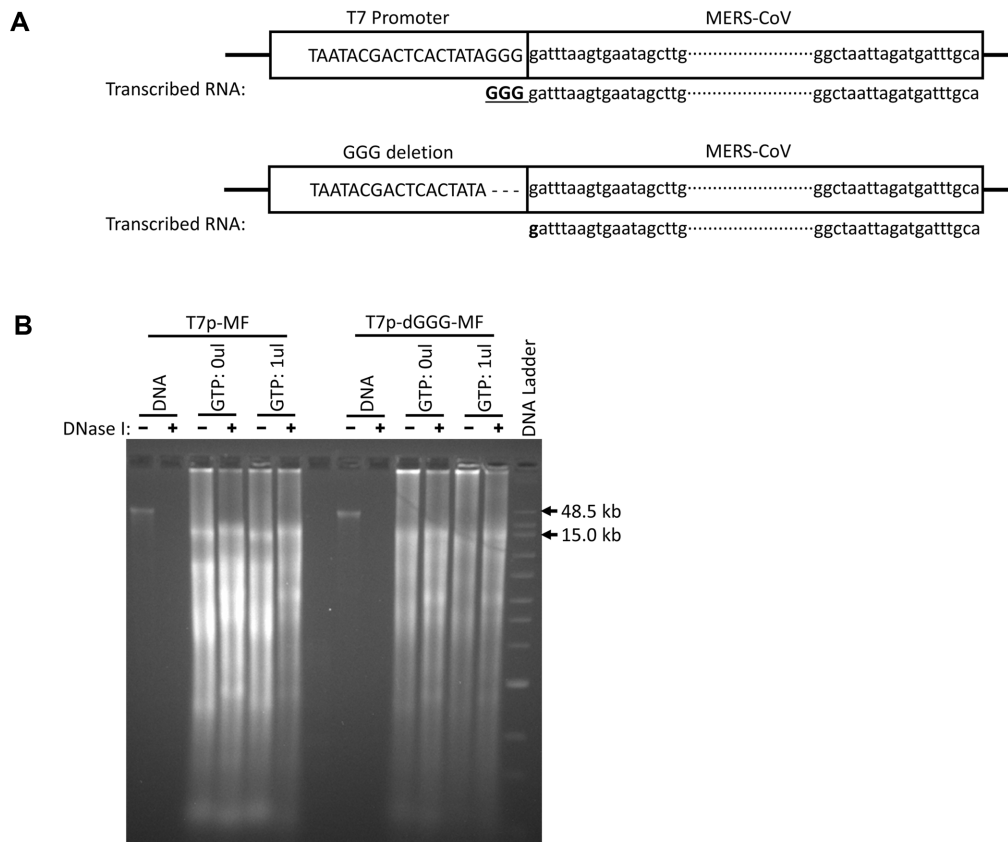 A
T7 Promoter MERS-CoV
TAATACGACTCACTATAGGG gatttaagtgaatagcttg························ggctaattagatgatttgca
Transcribed RNA: GGG gatttaagtgaatagcttg························ggctaattagatgatttgca
GGG deletion MERS-CoV
TAATACGACTCACTATA - - - gatttaagtgaatagcttg························ggctaattagatgatttgca
Transcribed RNA: gatttaagtgaatagcttg························ggctaattagatgatttgca
B
T7p-MF T7p-dGGG-MF
DNA GTP: 0ul GTP: 1ul DNA GTP: 0ul GTP: 1ul DNA Ladder
DNase I: - + - + - + - + - + - +
48.5 kb
15.0 kb